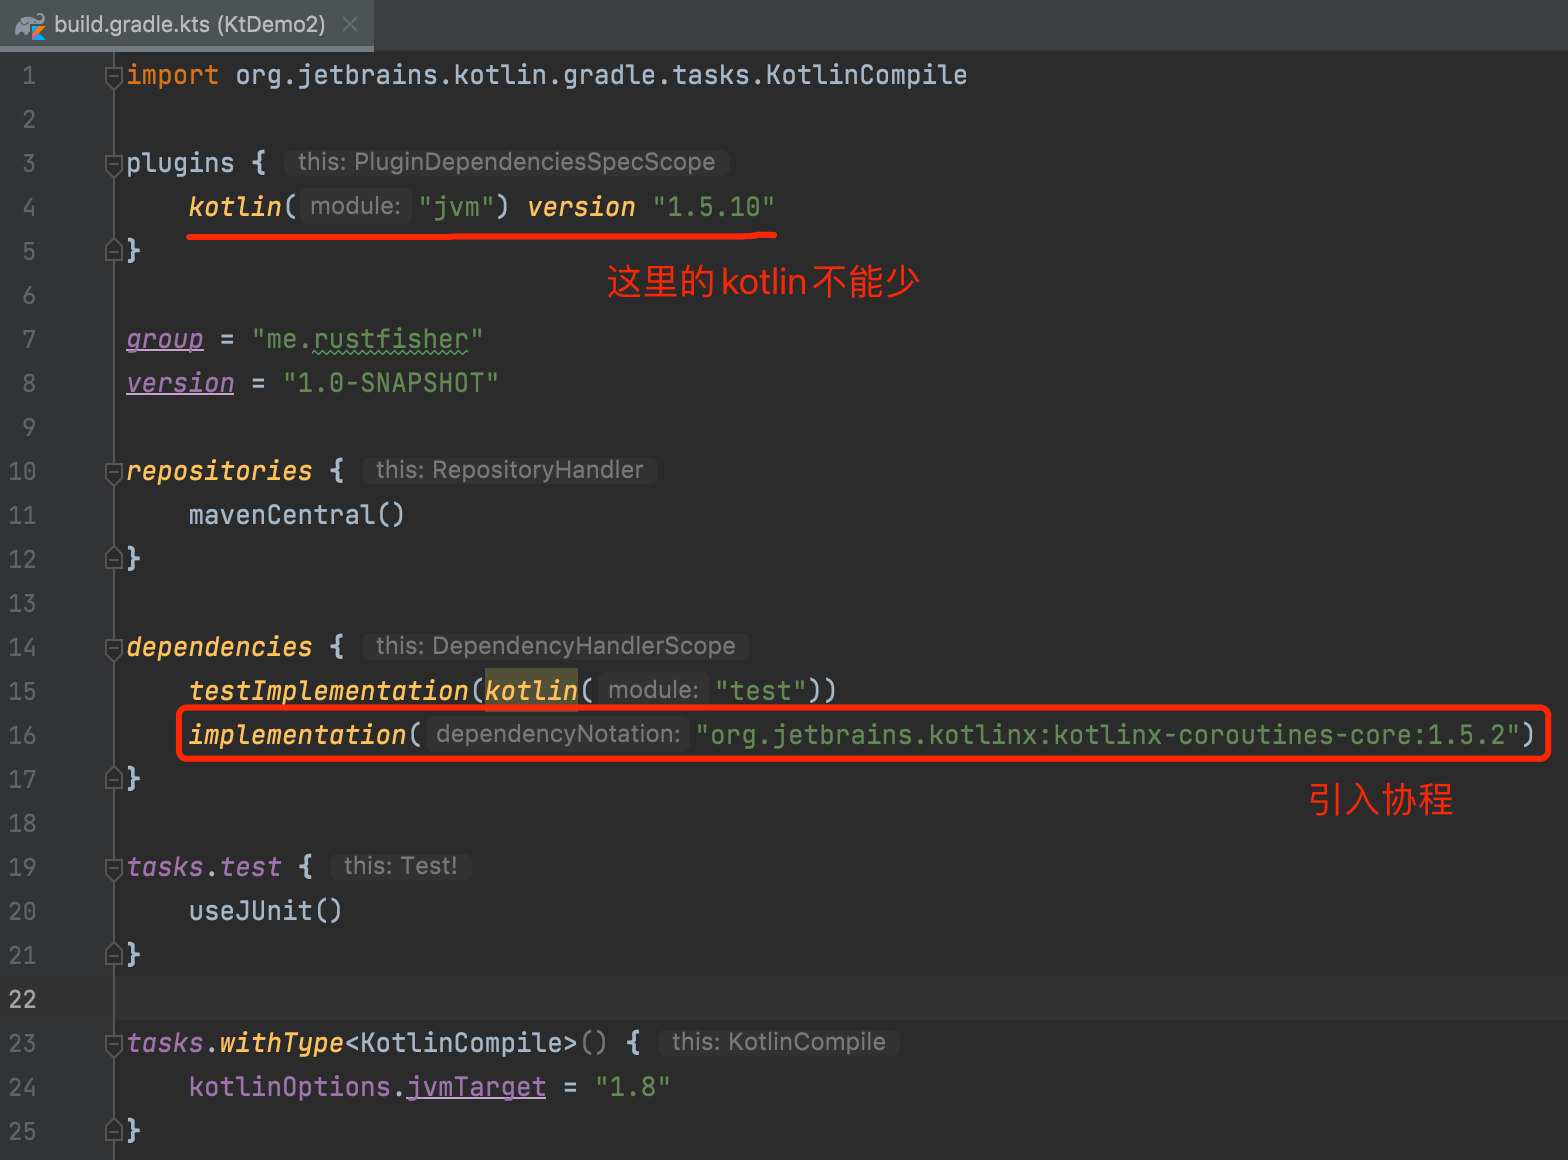 build.gradle.kts (KtDemo2)
1 import org.jetbrains.kotlin.gradle.tasks.KotlinCompile
2
3 plugins { this: PluginDependenciesSpecScope
4 kotlin( module: "jvm") version "1.5.10"
5 }
这里的kotlin不能少
6
7 group = "me.rustfisher"
8 version = "1.0-SNAPSHOT"
9
10 repositories { this: RepositoryHandler
11 mavenCentral()
12 }
13
14 dependencies { this: DependencyHandlerScope
15 testImplementation(kotlin( module: "test"))
16 implementation( dependencyNotation: "org.jetbrains.kotlinx:kotlinx-coroutines-core:1.5.2")
17 }
引入协程
18
19 tasks.test { this: Test!
20 useJUnit()
21 }
22
23 tasks.withType<KotlinCompile>() { this: KotlinCompile
24 kotlinOptions.jvmTarget = "1.8"
25 }